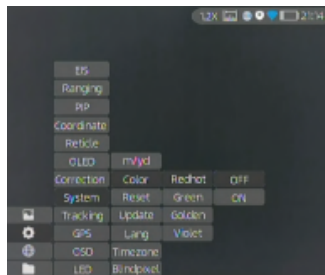 1.2X 21:14
EIS
Ranging
PIP
Coordinate
Reticle
OLED m/yd
Correction Color Redhot OFF
System Reset Green ON
Tracking Update Golden
GPS Lang Violet
OSD Timezone
LED Blindpixel